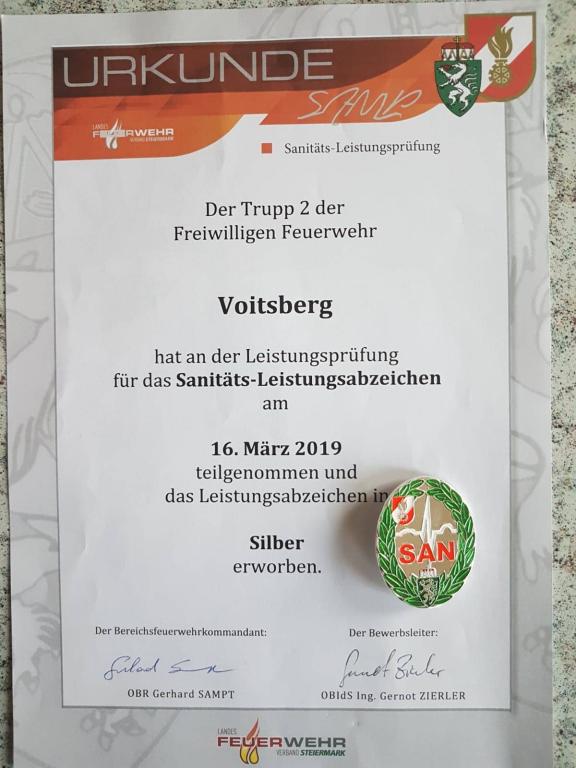 URKUNDE
SANLP
LANDES
FEUERWEHR
VERBAND STEIERMARK
Sanitäts-Leistungsprüfung
Der Trupp 2 der
Freiwilligen Feuerwehr
Voitsberg
hat an der Leistungsprüfung
für das Sanitäts-Leistungsabzeichen
am
16. März 2019
teilgenommen und
das Leistungsabzeichen in
Silber
erworben.
SAN
Der Bereichsfeuerwehrkommandant:
Der Bewerbsleiter:
OBR Gerhard SAMPT
OBIdS Ing. Gernot ZIERLER
LANDES
FEUERWEHR
VERBAND STEIERMARK